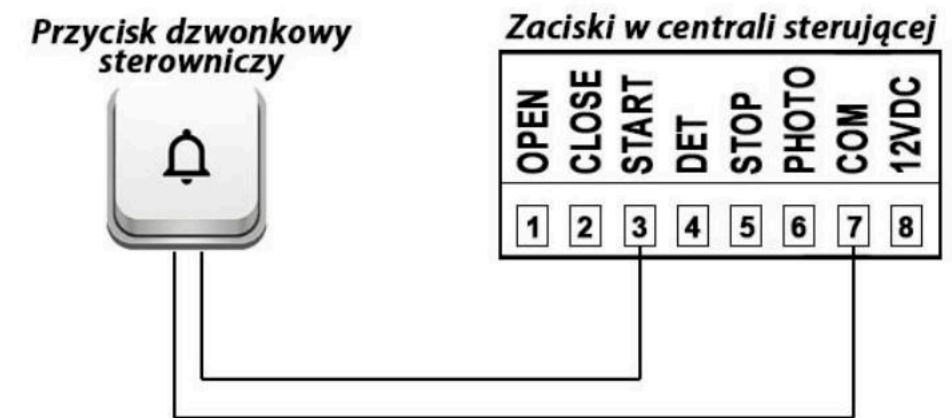 Przycisk dzwonkowy
sterowniczy
Zaciski w centrali sterującej
OPEN
CLOSE
START
DET
STOP
PHOTO
COM
12VDC
1 2 3 4 5 6 7 8